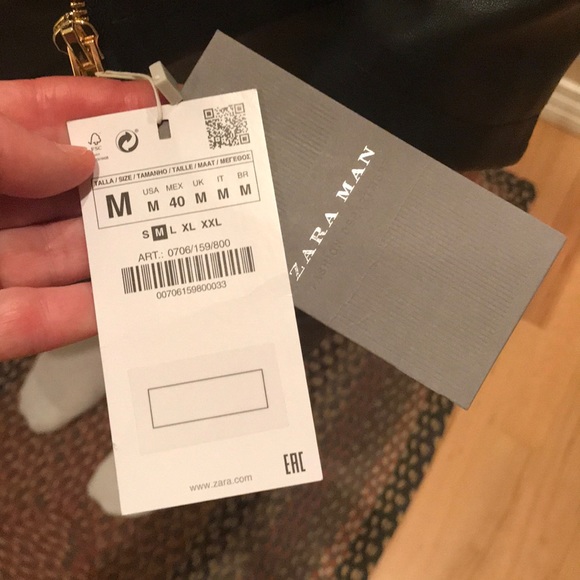 FSC
TALLA / SIZE / TAMANHO / TAILLE / MAAT / ΜΕΓΕΘΟΣ
M
USA MEX UK IT BR
M 40 M M M
S M L XL XXL
ART.: 0706/159/800
00706159800033
EAC
www.zara.com
ZARA MAN